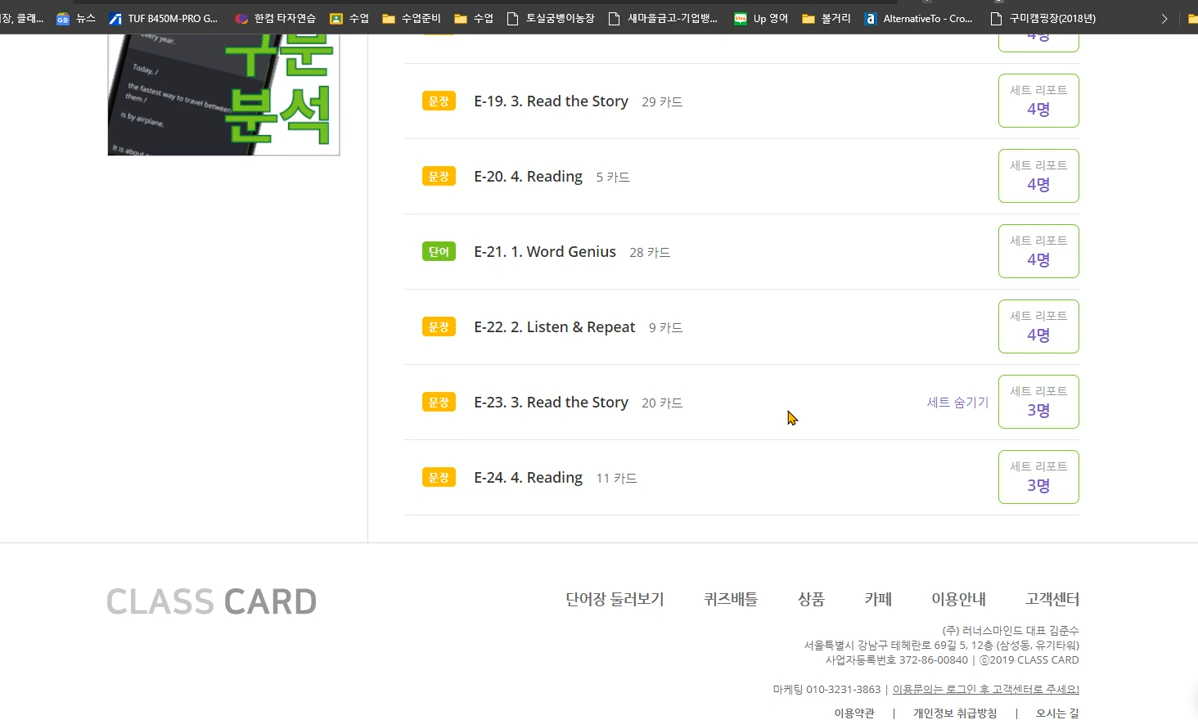 장, 클래... 뉴스 TUF B450M-PRO G... 한컴 타자연습 수업 수업준비 수업 토실굼벵이농장 새마을금고-기업뱅... Up 영어 볼거리 AlternativeTo - Cro... 구미캠핑장(2018년)
every year.
Today, /
the fastest way to travel between
them /
is by airplane.
구분
분석
4명
문장 E-19. 3. Read the Story 29 카드 세트 리포트 4명
문장 E-20. 4. Reading 5 카드 세트 리포트 4명
단어 E-21. 1. Word Genius 28 카드 세트 리포트 4명
문장 E-22. 2. Listen & Repeat 9 카드 세트 리포트 4명
문장 E-23. 3. Read the Story 20 카드 세트 숨기기 세트 리포트 3명
문장 E-24. 4. Reading 11 카드 세트 리포트 3명
CLASS CARD
단어장 둘러보기 퀴즈배틀 상품 카페 이용안내 고객센터
(주) 러너스마인드 대표 김준수
서울특별시 강남구 테헤란로 69길 5, 12층 (삼성동, 유기타워)
사업자등록번호 372-86-00840 | ⓒ2019 CLASS CARD
마케팅 010-3231-3863 | 이용문의는 로그인 후 고객센터로 주세요!
이용약관 | 개인정보 취급방침 | 오시는 길